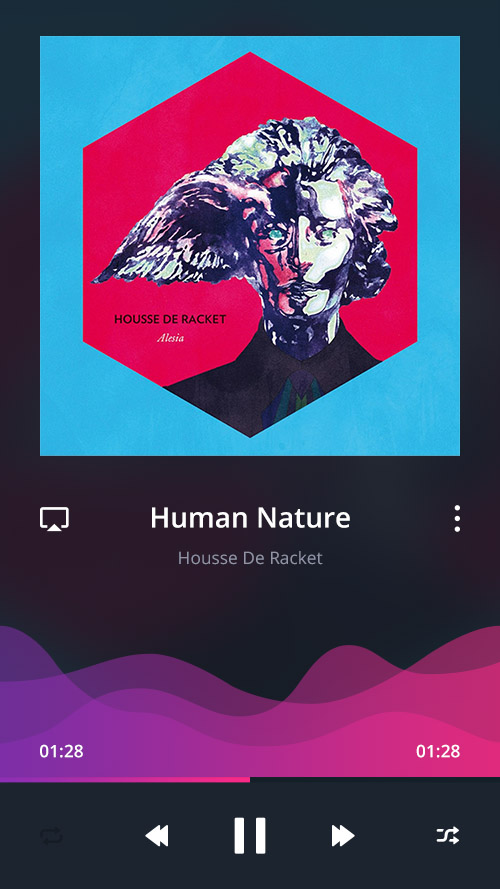 HOUSSE DE RACKET
Alesia
Human Nature
Housse De Racket
01:28
01:28